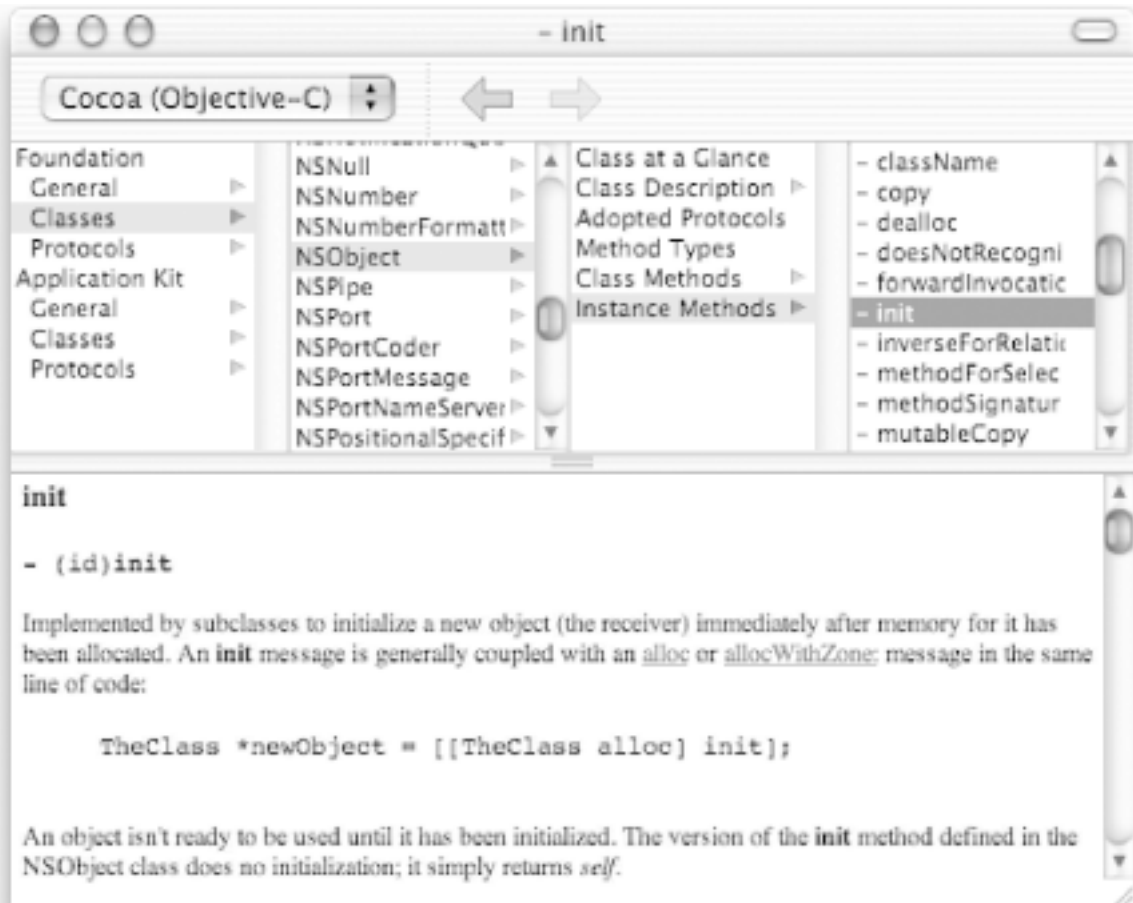 - init
Cocoa (Objective-C)
Foundation
General
Classes
Protocols
Application Kit
General
Classes
Protocols
NSNull
NSNumber
NSNumberFormatt
NSObject
NSPipe
NSPort
NSPortCoder
NSPortMessage
NSPortNameServer
NSPositionalSpecif
Class at a Glance
Class Description
Adopted Protocols
Method Types
Class Methods
Instance Methods
- className
- copy
- dealloc
- doesNotRecogni
- forwardInvocatic
- init
- inverseForRelatic
- methodForSelec
- methodSignatur
- mutableCopy
init
- (id)init
Implemented by subclasses to initialize a new object (the receiver) immediately after memory for it has
been allocated. An init message is generally coupled with an alloc or allocWithZone: message in the same
line of code:
TheClass *newObject = [[TheClass alloc] init];
An object isn't ready to be used until it has been initialized. The version of the init method defined in the
NSObject class does no initialization; it simply returns self.